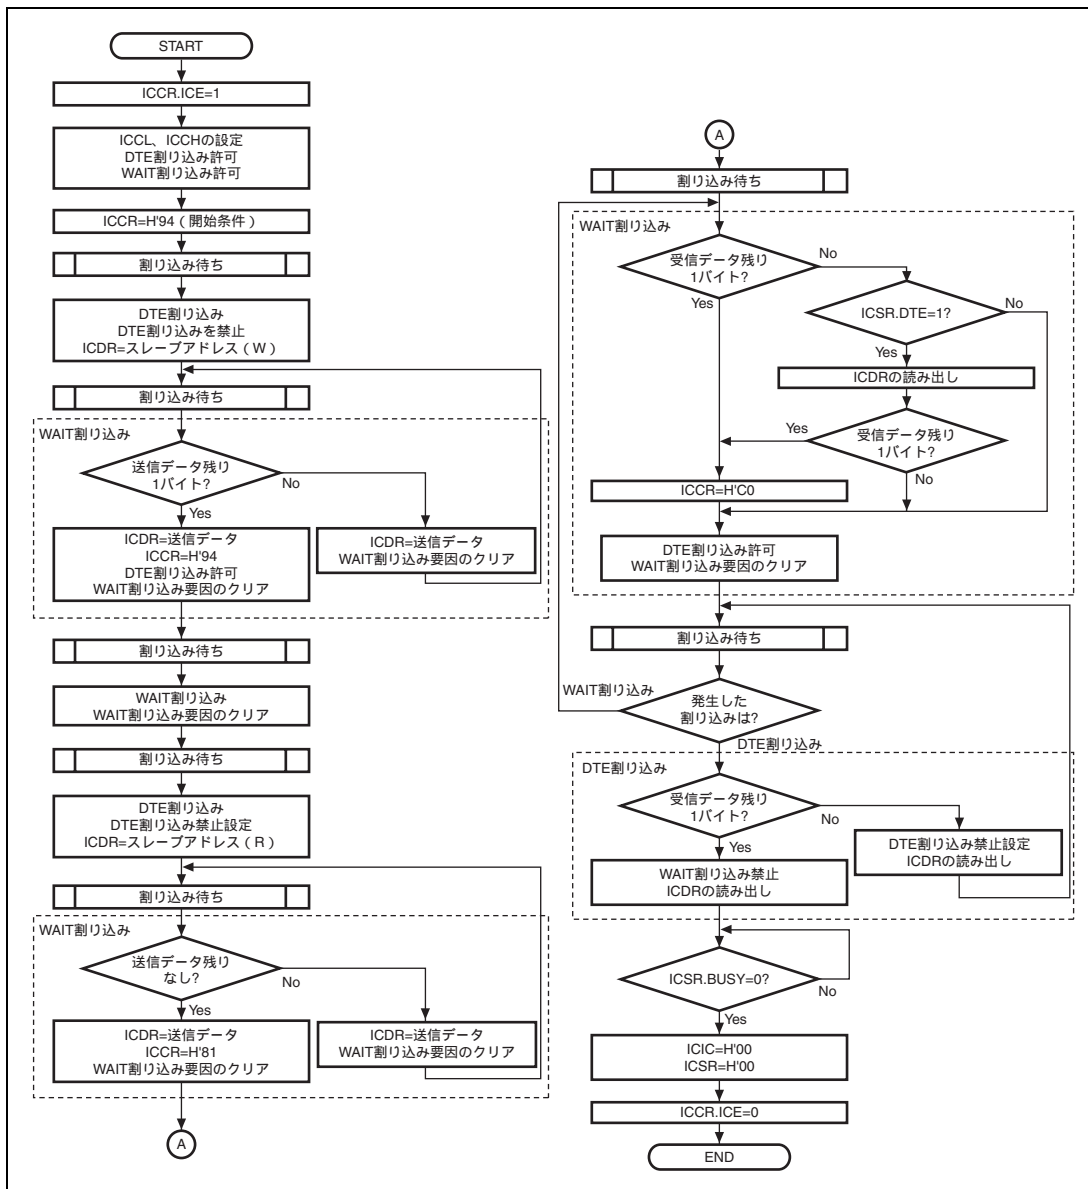 START
ICCR.ICE=1
ICCL、ICCHの設定
DTE割り込み許可
WAIT割り込み許可
ICCR=H'94（開始条件）
割り込み待ち
DTE割り込み
DTE割り込みを禁止
ICDR=スレーブアドレス（W）
割り込み待ち
WAIT割り込み
送信データ残り
1バイト?
No
Yes
ICDR=送信データ
ICCR=H'94
DTE割り込み許可
WAIT割り込み要因のクリア
ICDR=送信データ
WAIT割り込み要因のクリア
割り込み待ち
WAIT割り込み
WAIT割り込み要因のクリア
割り込み待ち
DTE割り込み
DTE割り込み禁止設定
ICDR=スレーブアドレス（R）
割り込み待ち
WAIT割り込み
送信データ残り
なし?
No
Yes
ICDR=送信データ
ICCR=H'81
WAIT割り込み要因のクリア
ICDR=送信データ
WAIT割り込み要因のクリア
A
A
割り込み待ち
WAIT割り込み
受信データ残り
1バイト?
No
Yes
ICSR.DTE=1?
No
Yes
ICDRの読み出し
Yes
受信データ残り
1バイト?
No
ICCR=H'C0
DTE割り込み許可
WAIT割り込み要因のクリア
割り込み待ち
WAIT割り込み
発生した
割り込みは?
DTE割り込み
DTE割り込み
受信データ残り
1バイト?
No
Yes
DTE割り込み禁止設定
ICDRの読み出し
WAIT割り込み禁止
ICDRの読み出し
ICSR.BUSY=0?
No
Yes
ICIC=H'00
ICSR=H'00
ICCR.ICE=0
END